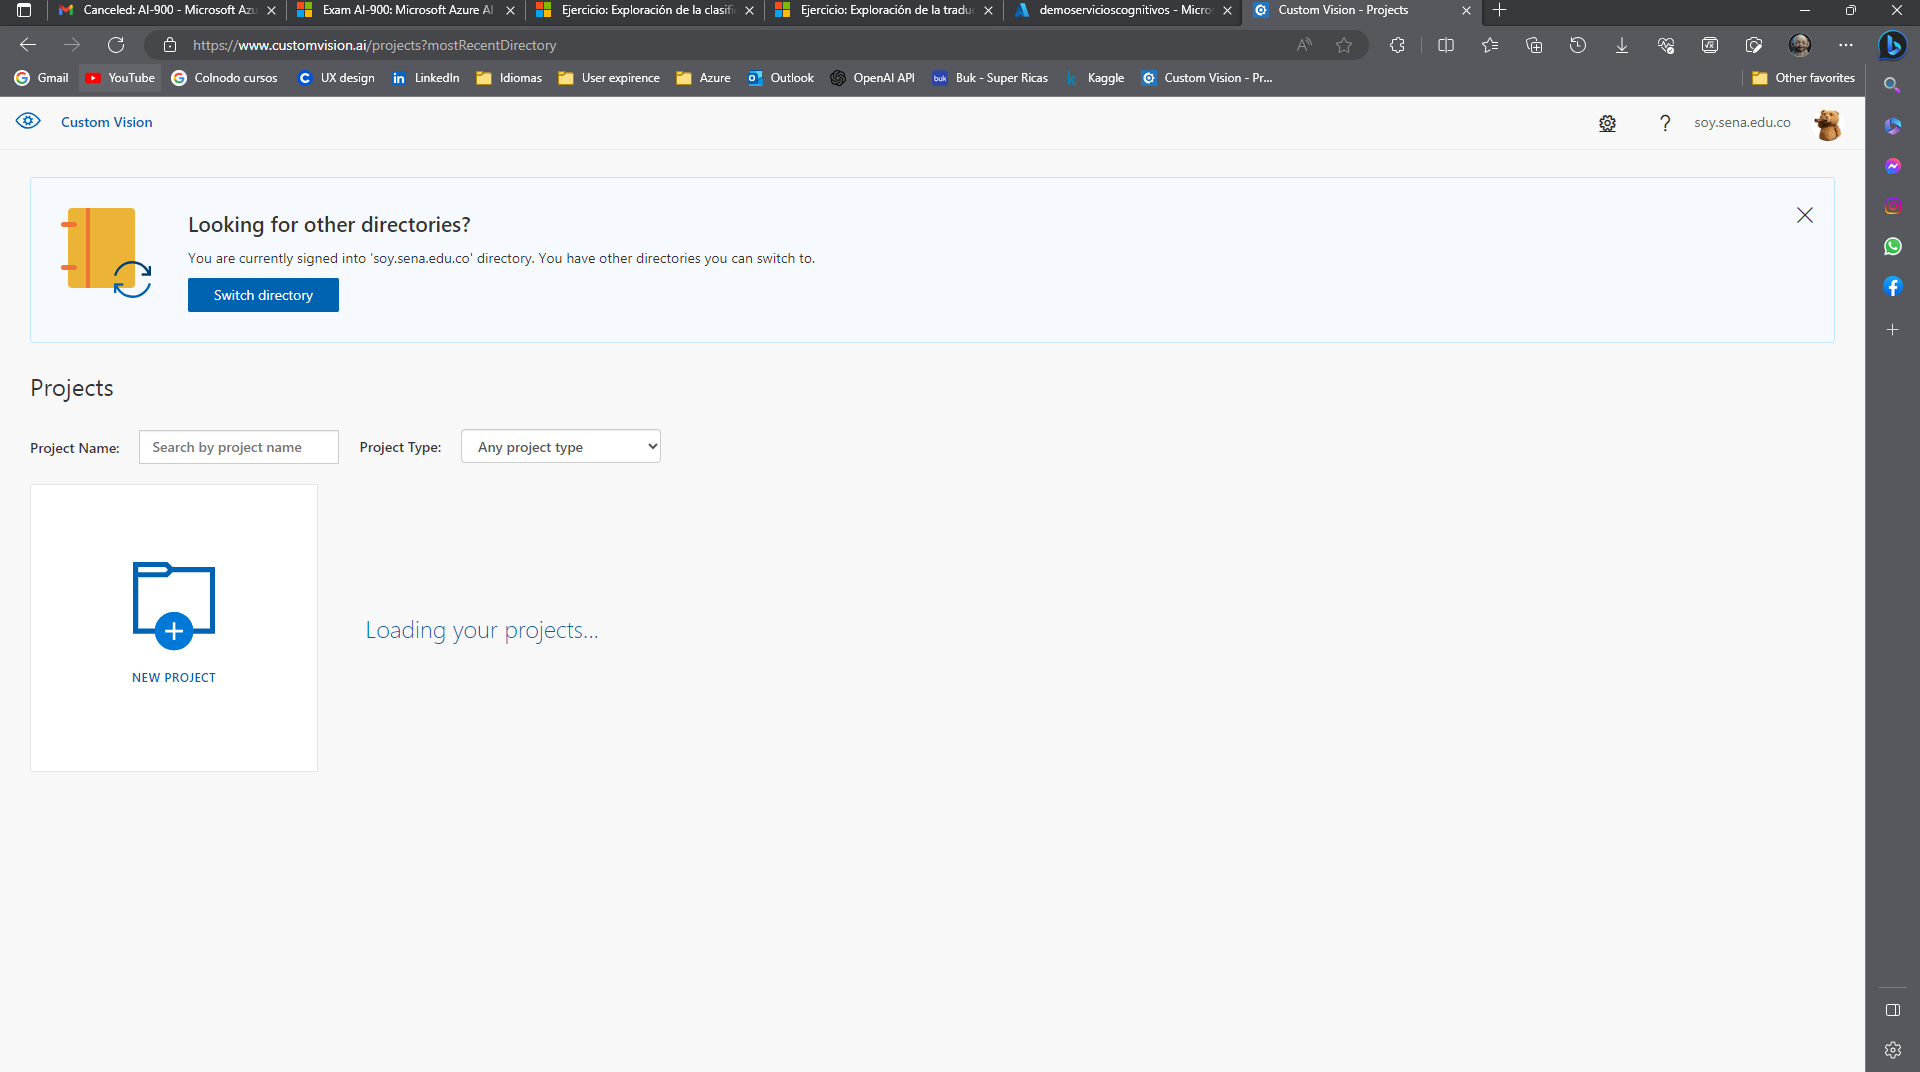 Canceled: AI-900 - Microsoft Azu
Exam AI-900: Microsoft Azure AI
Ejercicio: Exploración de la clasifi
Ejercicio: Exploración de la tradu
demoservicioscognitivos - Micro
Custom Vision - Projects
https://www.customvision.ai/projects?mostRecentDirectory
Gmail
YouTube
Colnodo cursos
UX design
LinkedIn
Idiomas
User expirence
Azure
Outlook
OpenAI API
Buk - Super Ricas
Kaggle
Custom Vision - Pr...
Other favorites
Custom Vision
?
soy.sena.edu.co
Looking for other directories?
You are currently signed into 'soy.sena.edu.co' directory. You have other directories you can switch to.
Switch directory
Projects
Project Name:
Search by project name
Project Type:
Any project type
NEW PROJECT
Loading your projects...